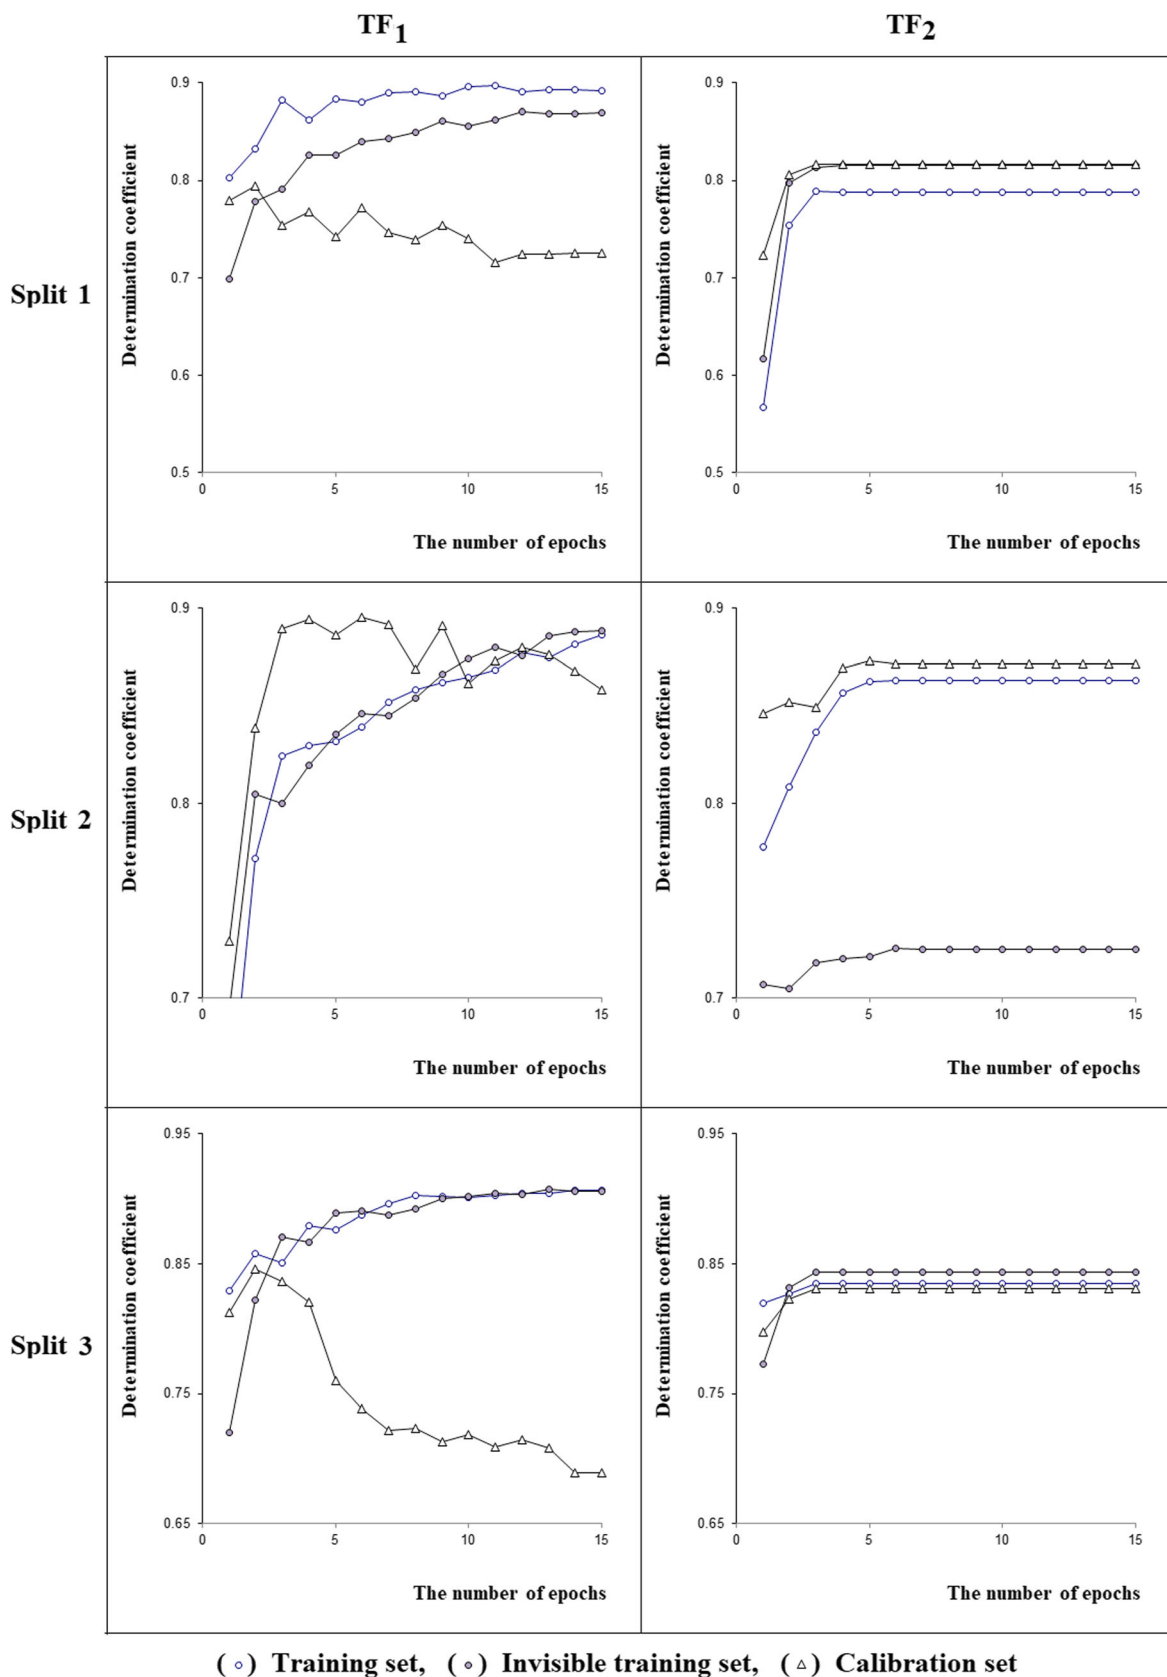 TF1 TF2
Split 1
Determination coefficient
0.9
0.8
0.7
0.6
0.5
0 5 10 15
The number of epochs
Determination coefficient
0.9
0.8
0.7
0.6
0.5
0 5 10 15
The number of epochs
Split 2
Determination coefficient
0.9
0.8
0.7
0 5 10 15
The number of epochs
Determination coefficient
0.9
0.8
0.7
0 5 10 15
The number of epochs
Split 3
Determination coefficient
0.95
0.85
0.75
0.65
0 5 10 15
The number of epochs
Determination coefficient
0.95
0.85
0.75
0.65
0 5 10 15
The number of epochs
(○) Training set, (●) Invisible training set, (△) Calibration set